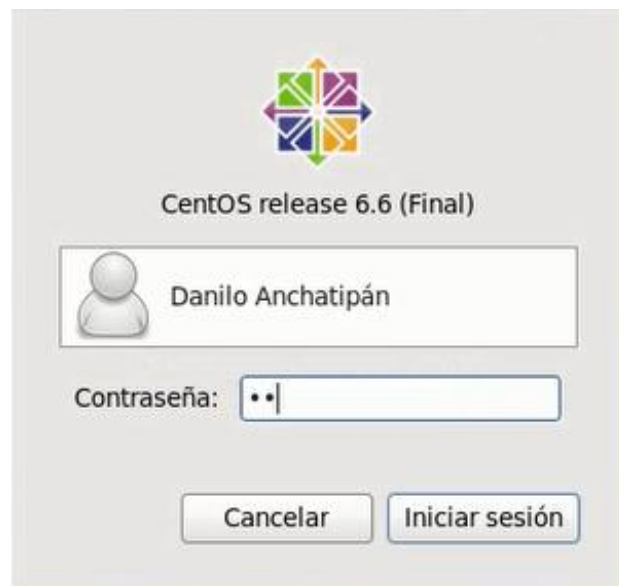 CentOS release 6.6 (Final)
Danilo Anchatipán
Contraseña: ••
Cancelar Iniciar sesión